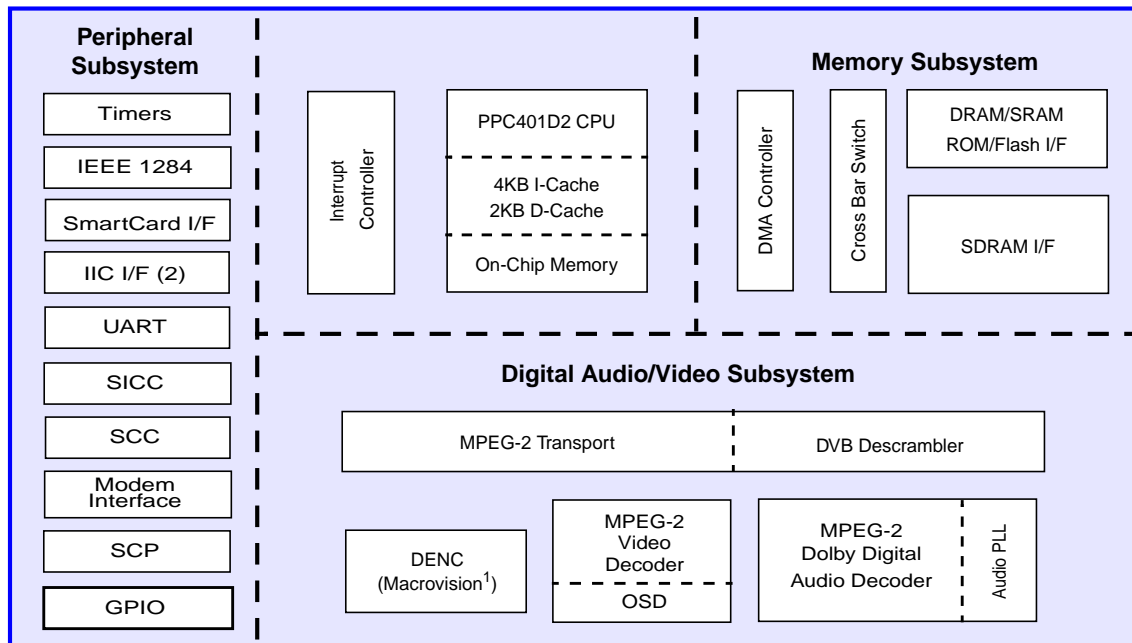 Peripheral
Subsystem
Timers
IEEE 1284
SmartCard I/F
IIC I/F (2)
UART
SICC
SCC
Modem
Interface
SCP
GPIO
Interrupt
Controller
PPC401D2 CPU
4KB I-Cache
2KB D-Cache
On-Chip Memory
Memory Subsystem
DMA Controller
Cross Bar Switch
DRAM/SRAM
ROM/Flash I/F
SDRAM I/F
Digital Audio/Video Subsystem
MPEG-2 Transport
DVB Descrambler
DENC
(Macrovision¹)
MPEG-2
Video
Decoder
OSD
MPEG-2
Dolby Digital
Audio Decoder
Audio PLL